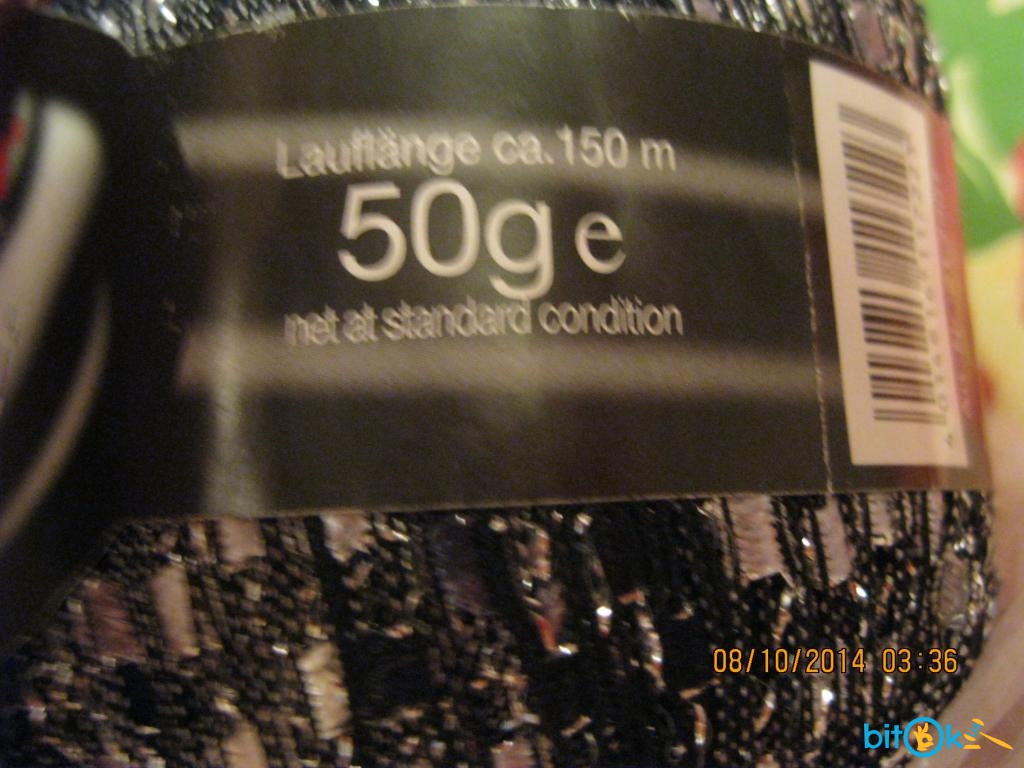 Lauflänge ca.150 m
50g e
net at standard condition
08/10/2014 03:36
bitOk